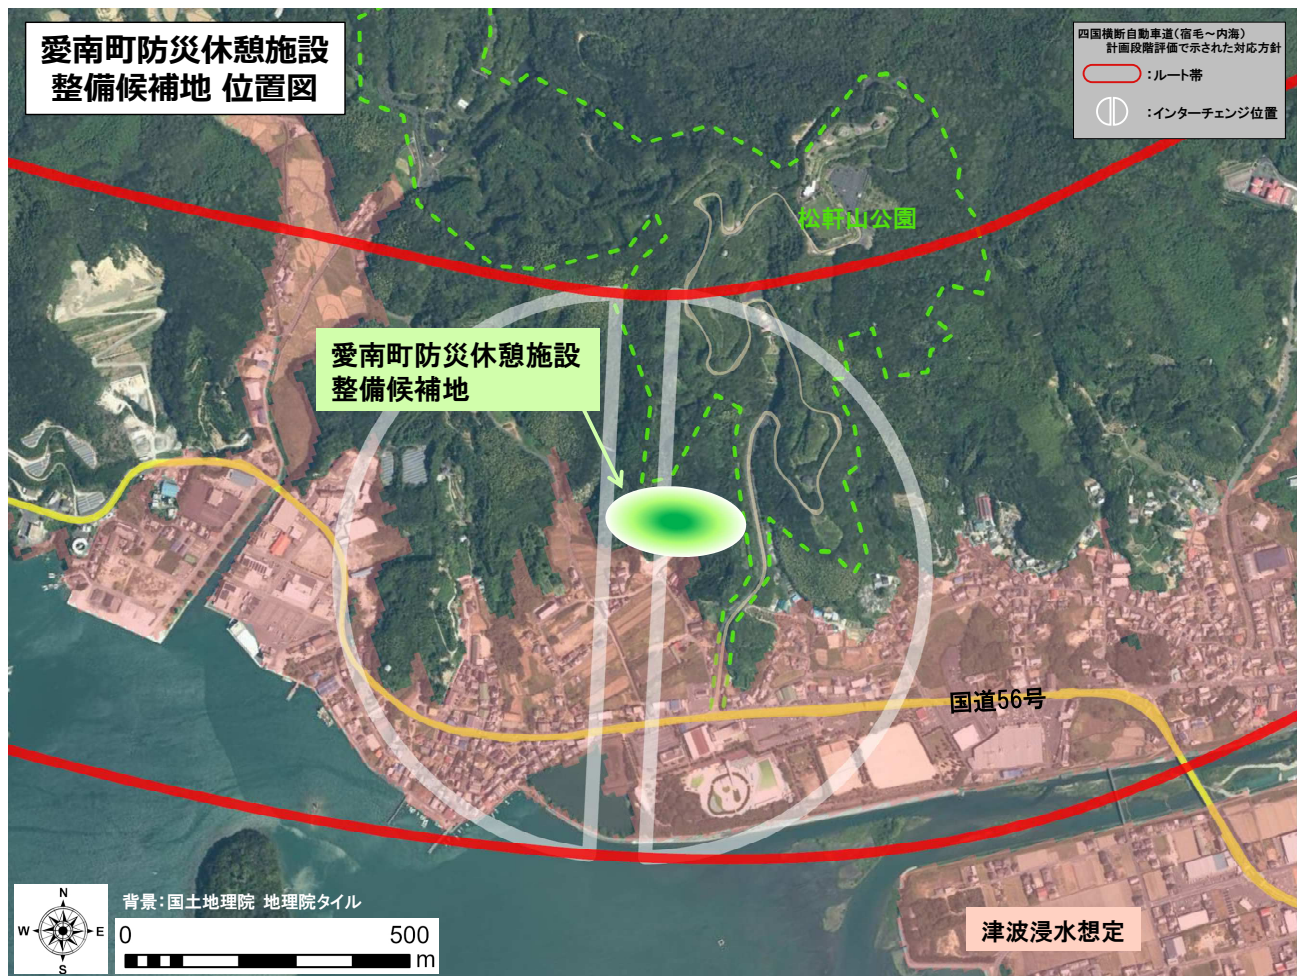 愛南町防災休憩施設
整備候補地 位置図
四国横断自動車道(宿毛～内海)
計画段階評価で示された対応方針
:ルート帯
:インターチェンジ位置
松軒山公園
愛南町防災休憩施設
整備候補地
国道56号
N
W
E
S
背景:国土地理院 地理院タイル
0
500
m
津波浸水想定